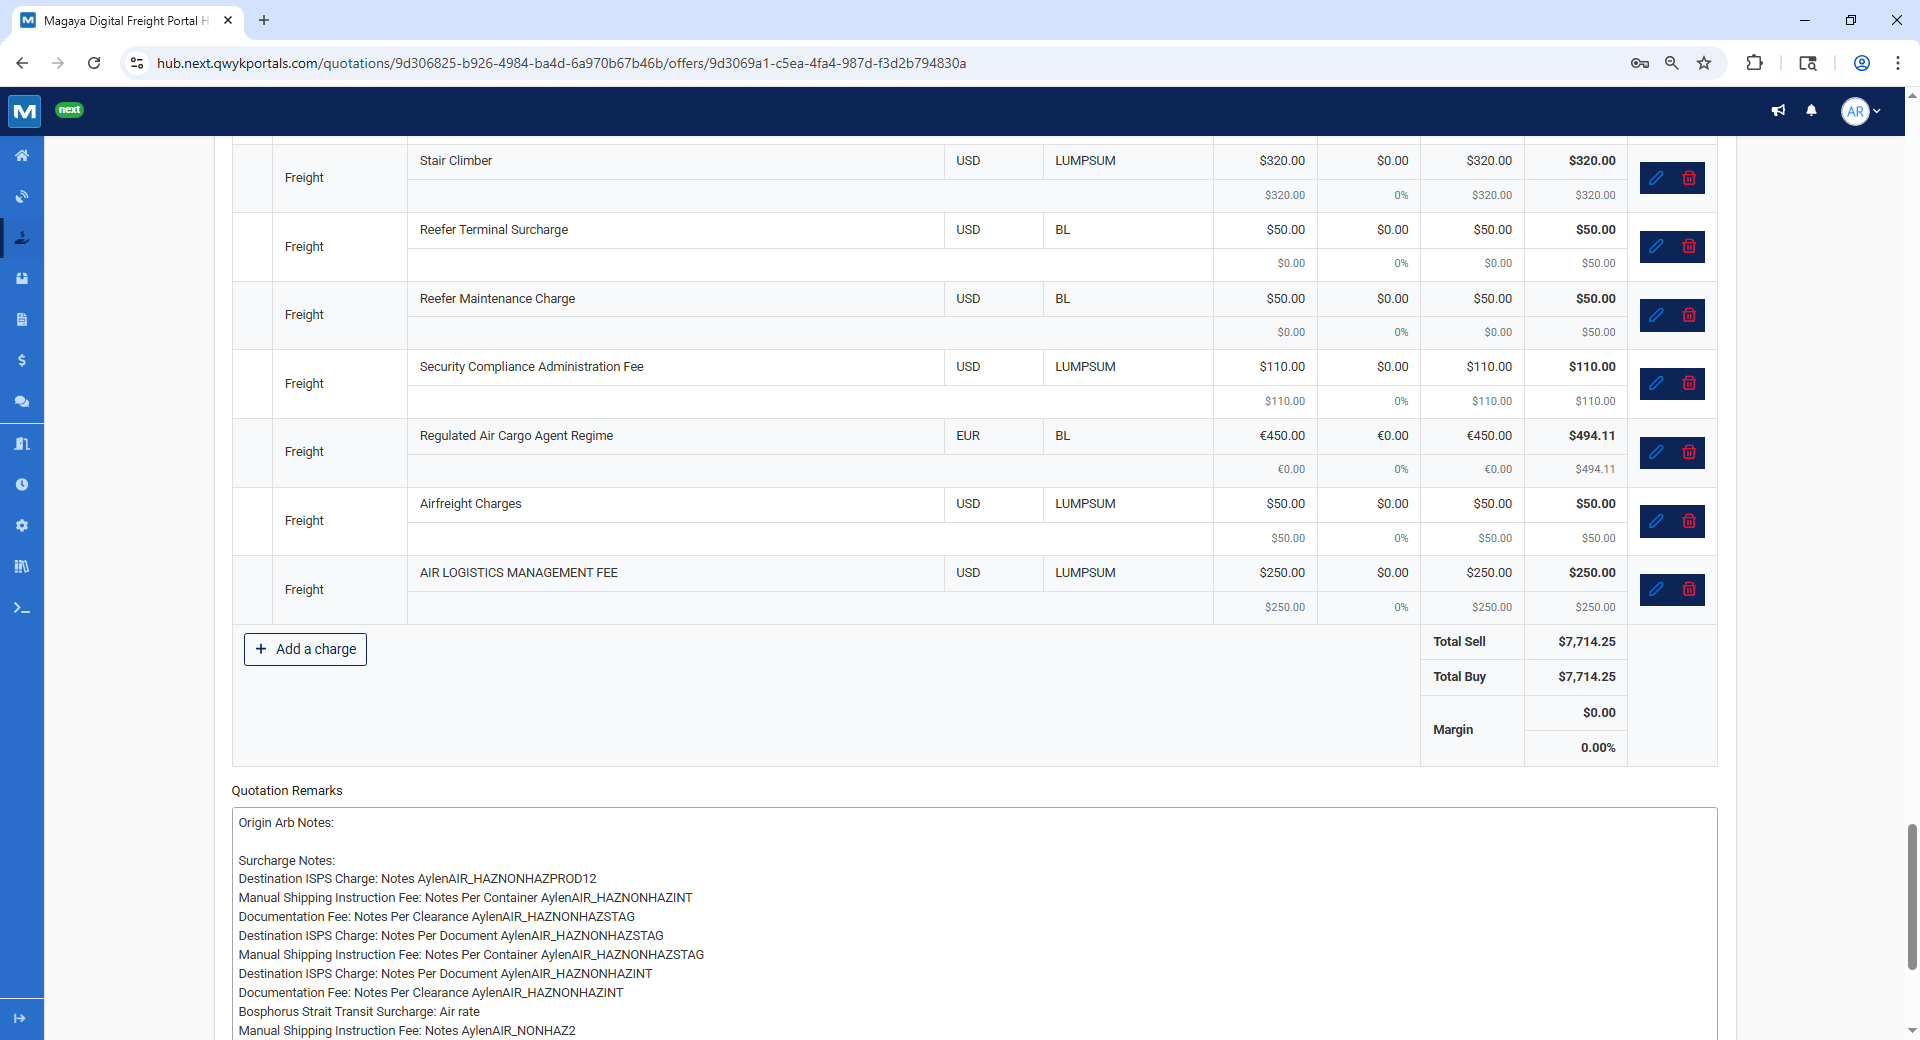 Magaya Digital Freight Portal H
hub.next.qwykportals.com/quotations/9d306825-b926-4984-ba4d-6a970b67b46b/offers/9d3069a1-c5ea-4fa4-987d-f3d2b794830a
M next AR
Freight Stair Climber USD LUMPSUM $320.00 $0.00 $320.00 $320.00
$320.00 0% $320.00 $320.00
Freight Reefer Terminal Surcharge USD BL $50.00 $0.00 $50.00 $50.00
$0.00 0% $0.00 $50.00
Freight Reefer Maintenance Charge USD BL $50.00 $0.00 $50.00 $50.00
$0.00 0% $0.00 $50.00
Freight Security Compliance Administration Fee USD LUMPSUM $110.00 $0.00 $110.00 $110.00
$110.00 0% $110.00 $110.00
Freight Regulated Air Cargo Agent Regime EUR BL €450.00 €0.00 €450.00 $494.11
€0.00 0% €0.00 $494.11
Freight Airfreight Charges USD LUMPSUM $50.00 $0.00 $50.00 $50.00
$50.00 0% $50.00 $50.00
Freight AIR LOGISTICS MANAGEMENT FEE USD LUMPSUM $250.00 $0.00 $250.00 $250.00
$250.00 0% $250.00 $250.00
+ Add a charge
Total Sell $7,714.25
Total Buy $7,714.25
Margin $0.00
0.00%
Quotation Remarks
Origin Arb Notes:
Surcharge Notes:
Destination ISPS Charge: Notes AylenAIR_HAZNONHAZPROD12
Manual Shipping Instruction Fee: Notes Per Container AylenAIR_HAZNONHAZINT
Documentation Fee: Notes Per Clearance AylenAIR_HAZNONHAZSTAG
Destination ISPS Charge: Notes Per Document AylenAIR_HAZNONHAZSTAG
Manual Shipping Instruction Fee: Notes Per Container AylenAIR_HAZNONHAZSTAG
Destination ISPS Charge: Notes Per Document AylenAIR_HAZNONHAZINT
Documentation Fee: Notes Per Clearance AylenAIR_HAZNONHAZINT
Bosphorus Strait Transit Surcharge: Air rate
Manual Shipping Instruction Fee: Notes AylenAIR_NONHAZ2